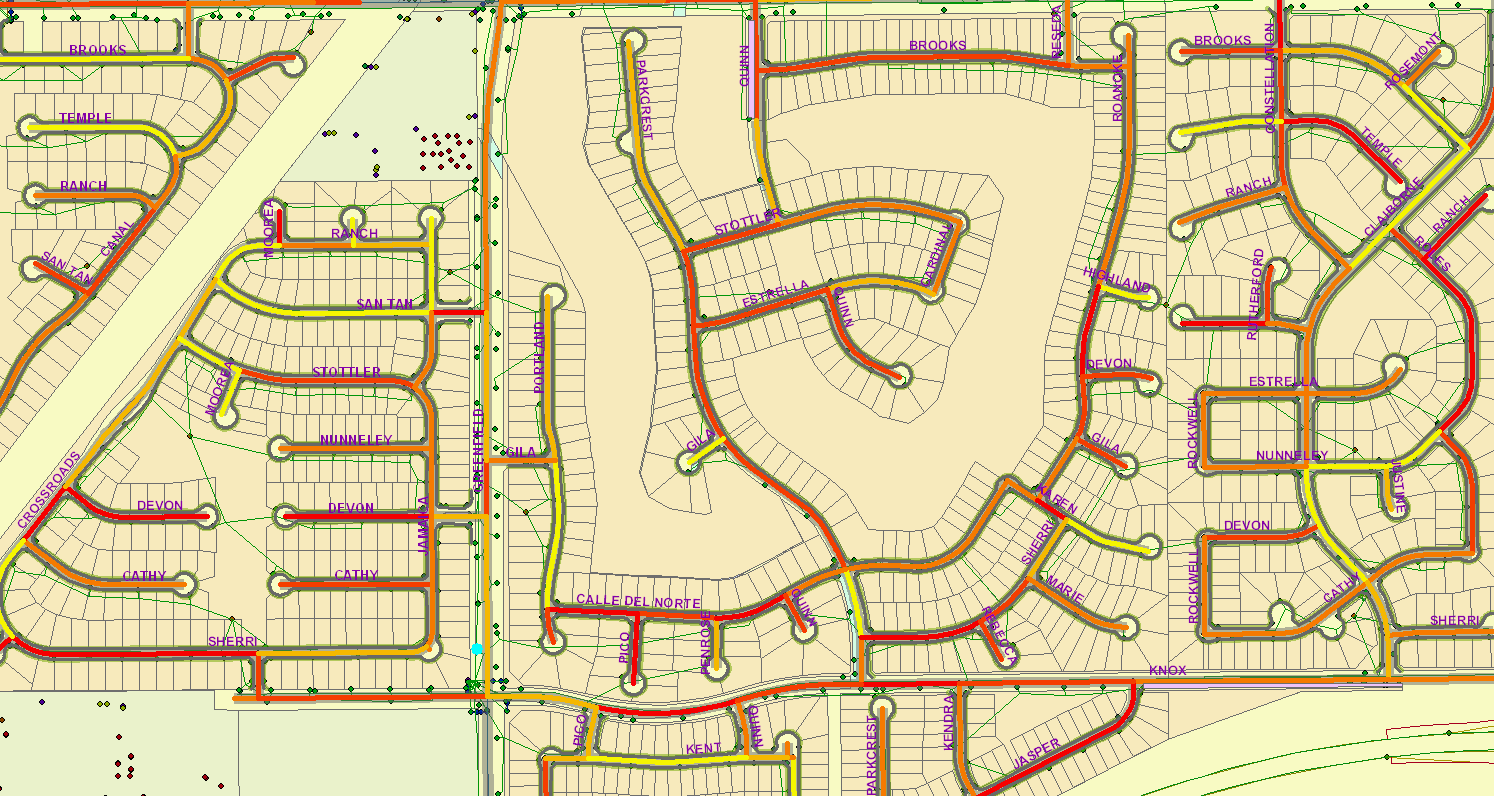 BROOKS
TEMPLE
RANCH
CANAL
SAN TAN
MOOREA
RANCH
SAN TAN
STOTTLER
MOOREA
NUNNELEY
CROSSROADS
DEVON
DEVON
JAMAICA
CATHY
CATHY
SHERRI
GREENFIELD
PARKCREST
QUINN
BROOKS
RESEDA
ROANOKE
STOTTLER
CARDINAL
ESTRELLA
QUINN
PORTLAND
GILA
GILA
CALLE DEL NORTE
PICO
PENROSE
QUINN
HIGHLAND
DEVON
GILA
KAREN
SHERRI
MARIE
REBECCA
KNOX
PICO
QUINN
KENT
PARKCREST
KENDRA
JASPER
BROOKS
CONSTELLATION
ROSEMONT
TEMPLE
RANCH
CLAIBORNE
RANCH
ROLES
RUTHERFORD
ESTRELLA
ROCKWELL
NUNNELEY
JUSTINE
DEVON
ROCKWELL
CATHY
SHERRI